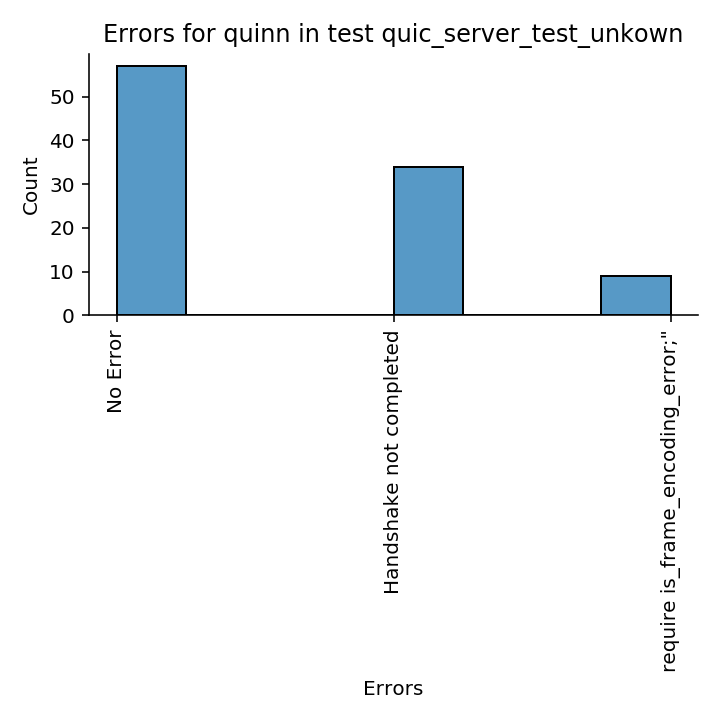 Errors for quinn in test quic_server_test_unkown
Count
50
40
30
20
10
0
No Error
Handshake not completed
require is_frame_encoding_error;"
Errors